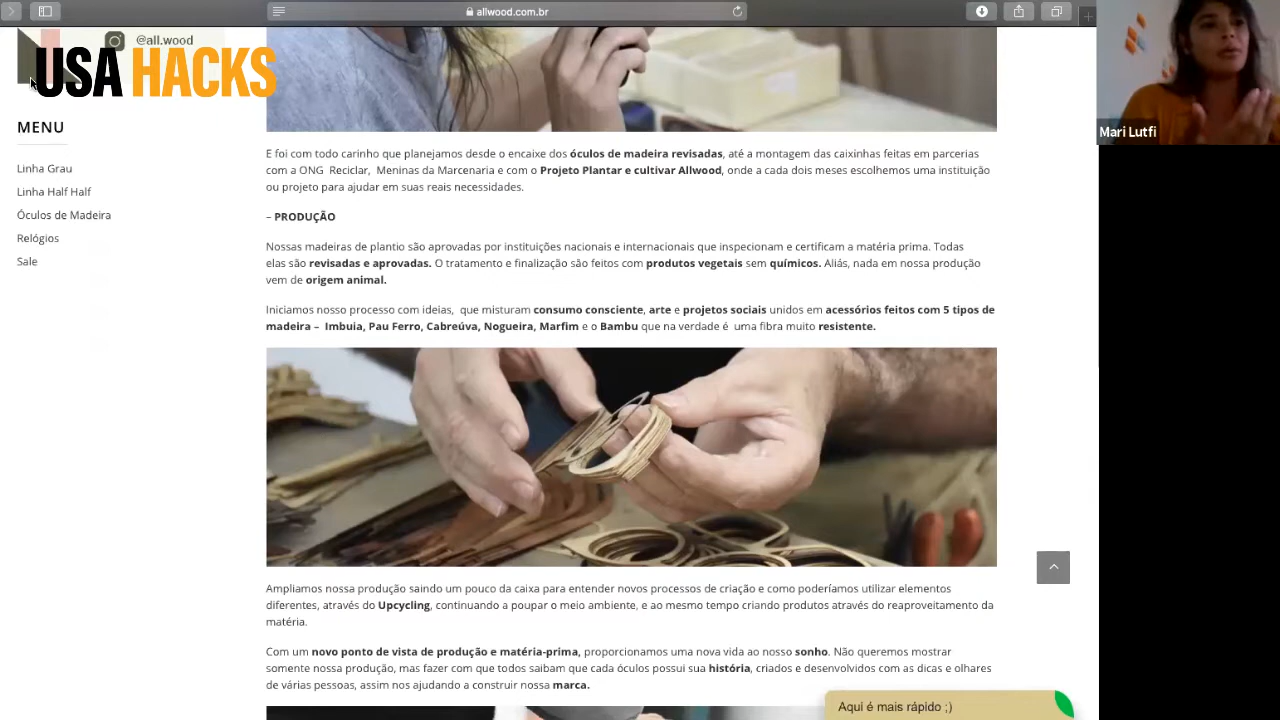 allwood.com.br
@all.wood
USA HACKS
Mari Lutfi
MENU
Linha Grau
Linha Half Half
Óculos de Madeira
Relógios
Sale
E foi com todo carinho que planejamos desde o encaixe dos óculos de madeira revisadas, até a montagem das caixinhas feitas em parcerias
com a ONG Reciclar, Meninas da Marcenaria e com o Projeto Plantar e cultivar Allwood, onde a cada dois meses escolhemos uma instituição
ou projeto para ajudar em suas reais necessidades.
– PRODUÇÃO
Nossas madeiras de plantio são aprovadas por instituições nacionais e internacionais que inspecionam e certificam a matéria prima. Todas
elas são revisadas e aprovadas. O tratamento e finalização são feitos com produtos vegetais sem químicos. Aliás, nada em nossa produção
vem de origem animal.
Iniciamos nosso processo com ideias, que misturam consumo consciente, arte e projetos sociais unidos em acessórios feitos com 5 tipos de
madeira – Imbuia, Pau Ferro, Cabreúva, Nogueira, Marfim e o Bambu que na verdade é uma fibra muito resistente.
Ampliamos nossa produção saindo um pouco da caixa para entender novos processos de criação e como poderíamos utilizar elementos
diferentes, através do Upcycling, continuando a poupar o meio ambiente, e ao mesmo tempo criando produtos através do reaproveitamento da
matéria.
Com um novo ponto de vista de produção e matéria-prima, proporcionamos uma nova vida ao nosso sonho. Não queremos mostrar
somente nossa produção, mas fazer com que todos saibam que cada óculos possui sua história, criados e desenvolvidos com as dicas e olhares
de várias pessoas, assim nos ajudando a construir nossa marca.
Aqui é mais rápido ;)